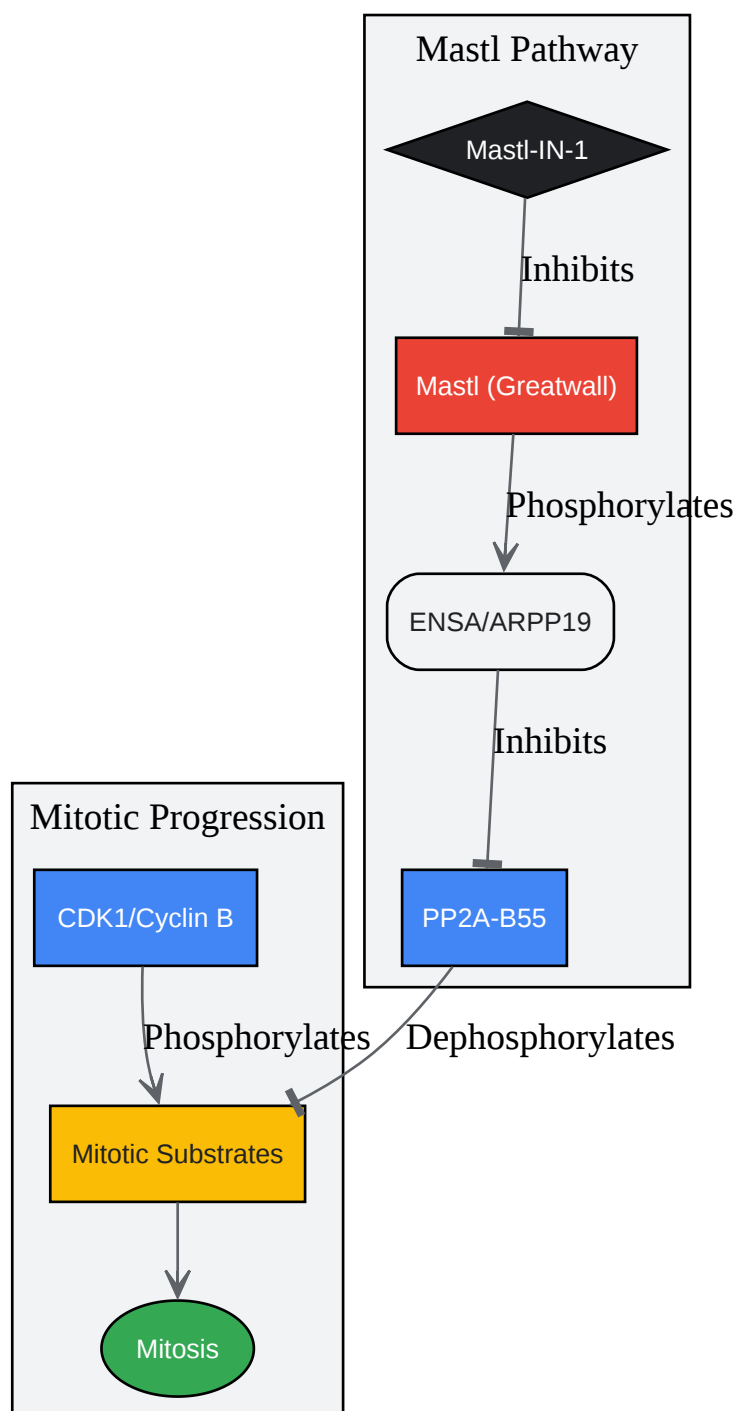 Mastl Pathway
Mastl-IN-1
Inhibits
Mastl (Greatwall)
Phosphorylates
ENSA/ARPP19
Inhibits
Mitotic Progression
CDK1/Cyclin B
PP2A-B55
Phosphorylates
Dephosphorylates
Mitotic Substrates
Mitosis